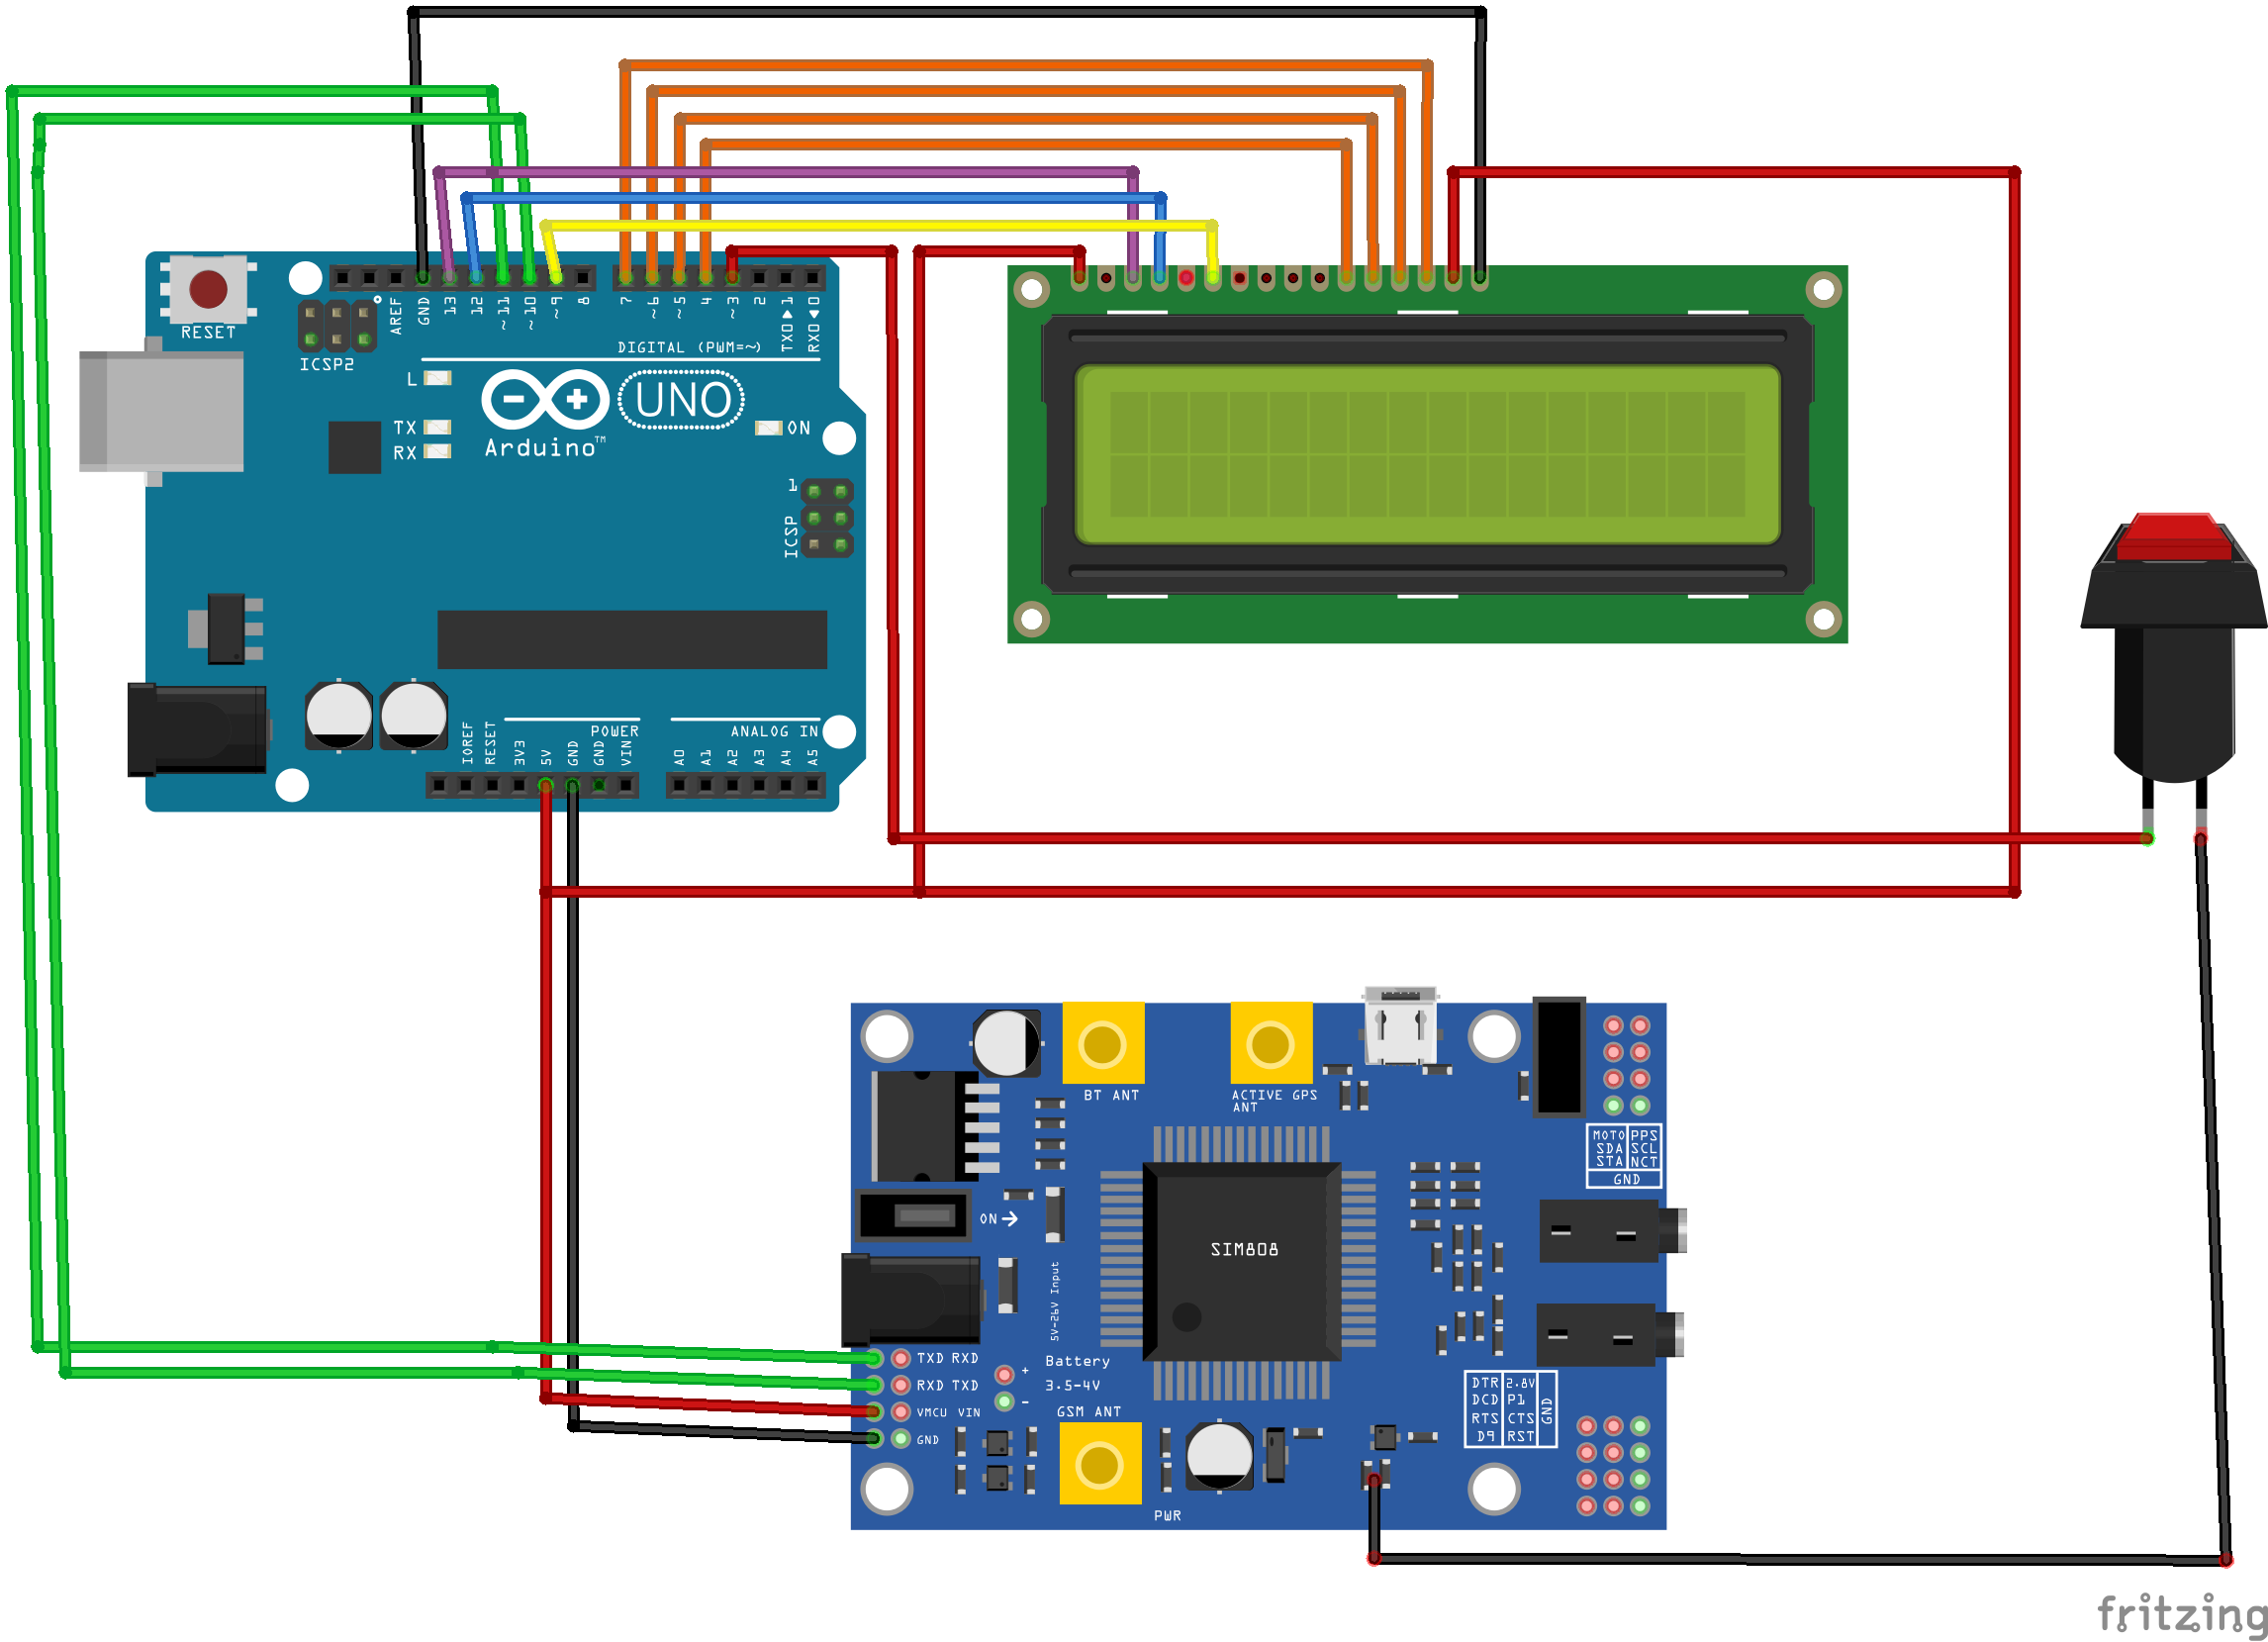 RESET
ICSP2
AREF
GND
13
12
~11
~10
~9
8
7
~6
~5
4
~3
2
TX0 1
RX0 0
DIGITAL (PWM=~)
L
TX
RX
UNO
Arduino™
ON
1
ICSP
IOREF
RESET
3V3
5V
GND
GND
VIN
POWER
ANALOG IN
A0
A1
A2
A3
A4
A5
BT ANT
ACTIVE GPS
ANT
MOTO PPS
SDA SCL
STA NCT
GND
ON
SIM808
5V-26V Input
TXD RXD
RXD TXD
VMCU VIN
GND
+
-
Battery
3.5-4V
GSM ANT
DTR 2.8V
DCD P1
RTS CTS
D9 RST
GND
PWR
fritzing